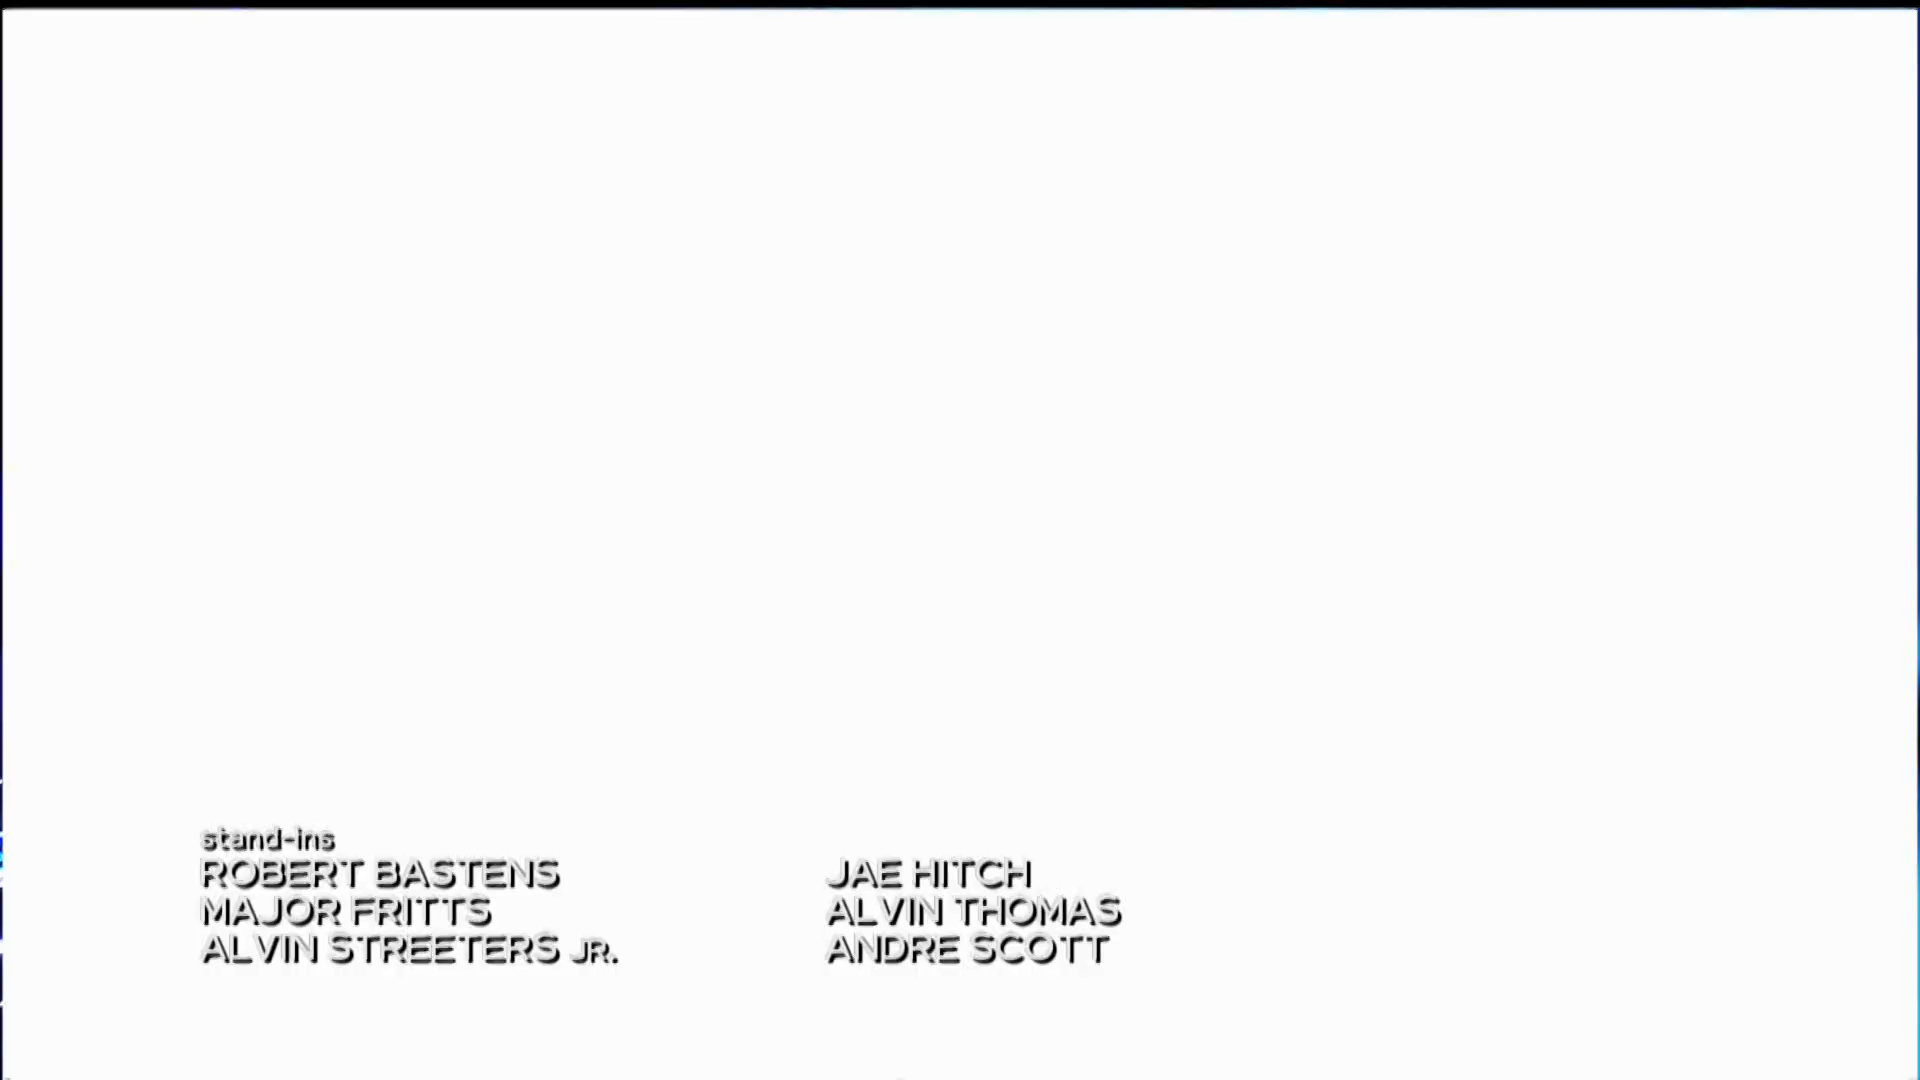 stand-ins
ROBERT BASTENS
MAJOR FRITTS
ALVIN STREETERS JR.
JAE HITCH
ALVIN THOMAS
ANDRE SCOTT